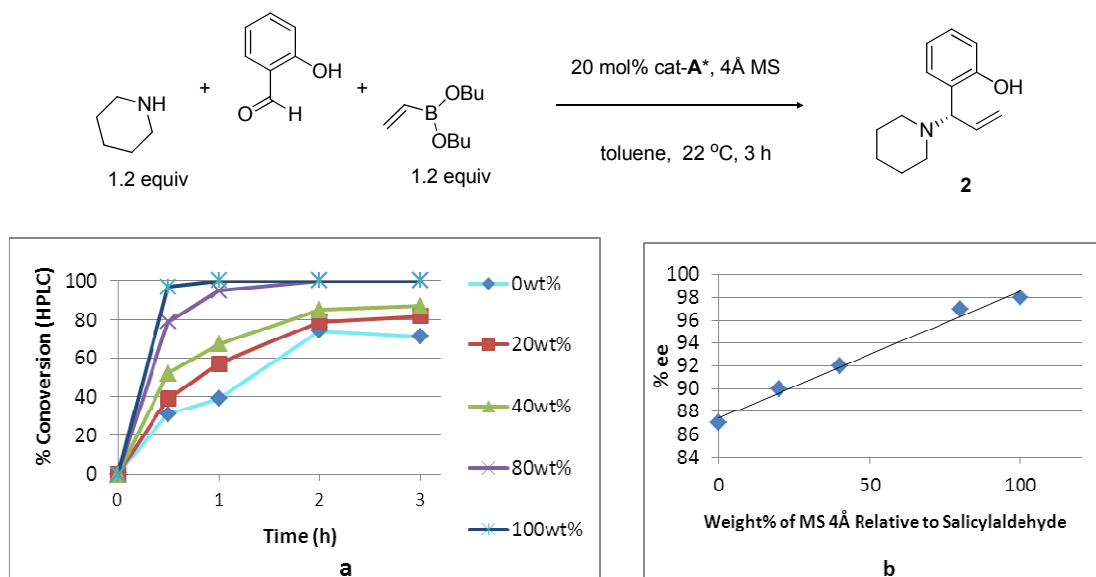 OH
NH
+
O
H
+
B
OBu
OBu
1.2 equiv
1.2 equiv
20 mol% cat-A*, 4Å MS
toluene, 22 °C, 3 h
OH
N
2
% Conoversion (HPLC)
100
80
60
40
20
0
0
1
2
3
Time (h)
0wt%
20wt%
40wt%
80wt%
100wt%
a
% ee
100
98
96
94
92
90
88
86
84
0
50
100
Weight% of MS 4Å Relative to Salicylaldehyde
b